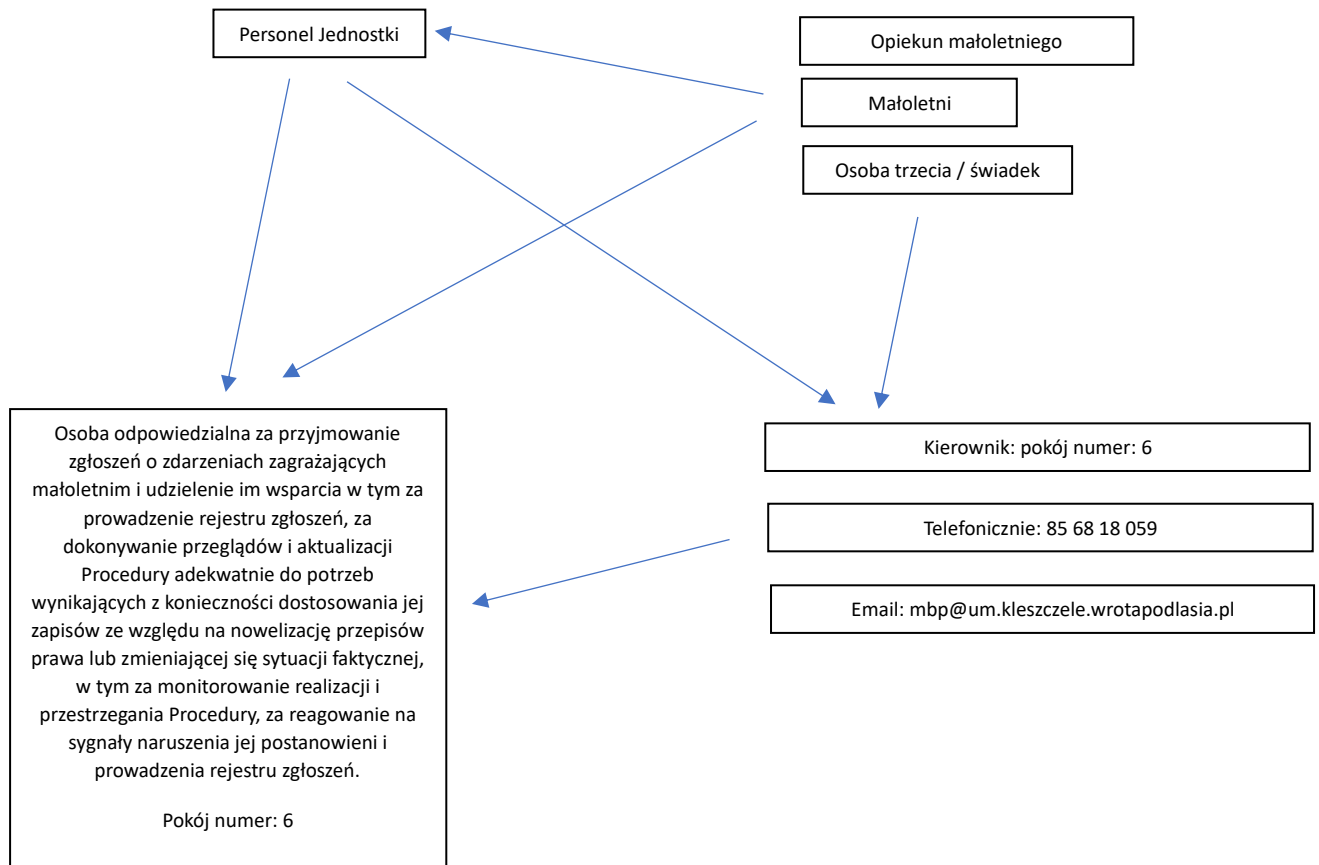 Personel Jednostki
Opiekun małoletniego
Małoletni
Osoba trzecia / świadek
Osoba odpowiedzialna za przyjmowanie
zgłoszeń o zdarzeniach zagrażających
małoletnim i udzielenie im wsparcia w tym za
prowadzenie rejestru zgłoszeń, za
dokonywanie przeglądów i aktualizacji
Procedury adekwatnie do potrzeb
wynikających z konieczności dostosowania jej
zapisów ze względu na nowelizację przepisów
prawa lub zmieniającej się sytuacji faktycznej,
w tym za monitorowanie realizacji i
przestrzegania Procedury, za reagowanie na
sygnały naruszenia jej postanowieni i
prowadzenia rejestru zgłoszeń.
Pokój numer: 6
Kierownik: pokój numer: 6
Telefonicznie: 85 68 18 059
Email: mbp@um.kleszczele.wrotapodlasia.pl